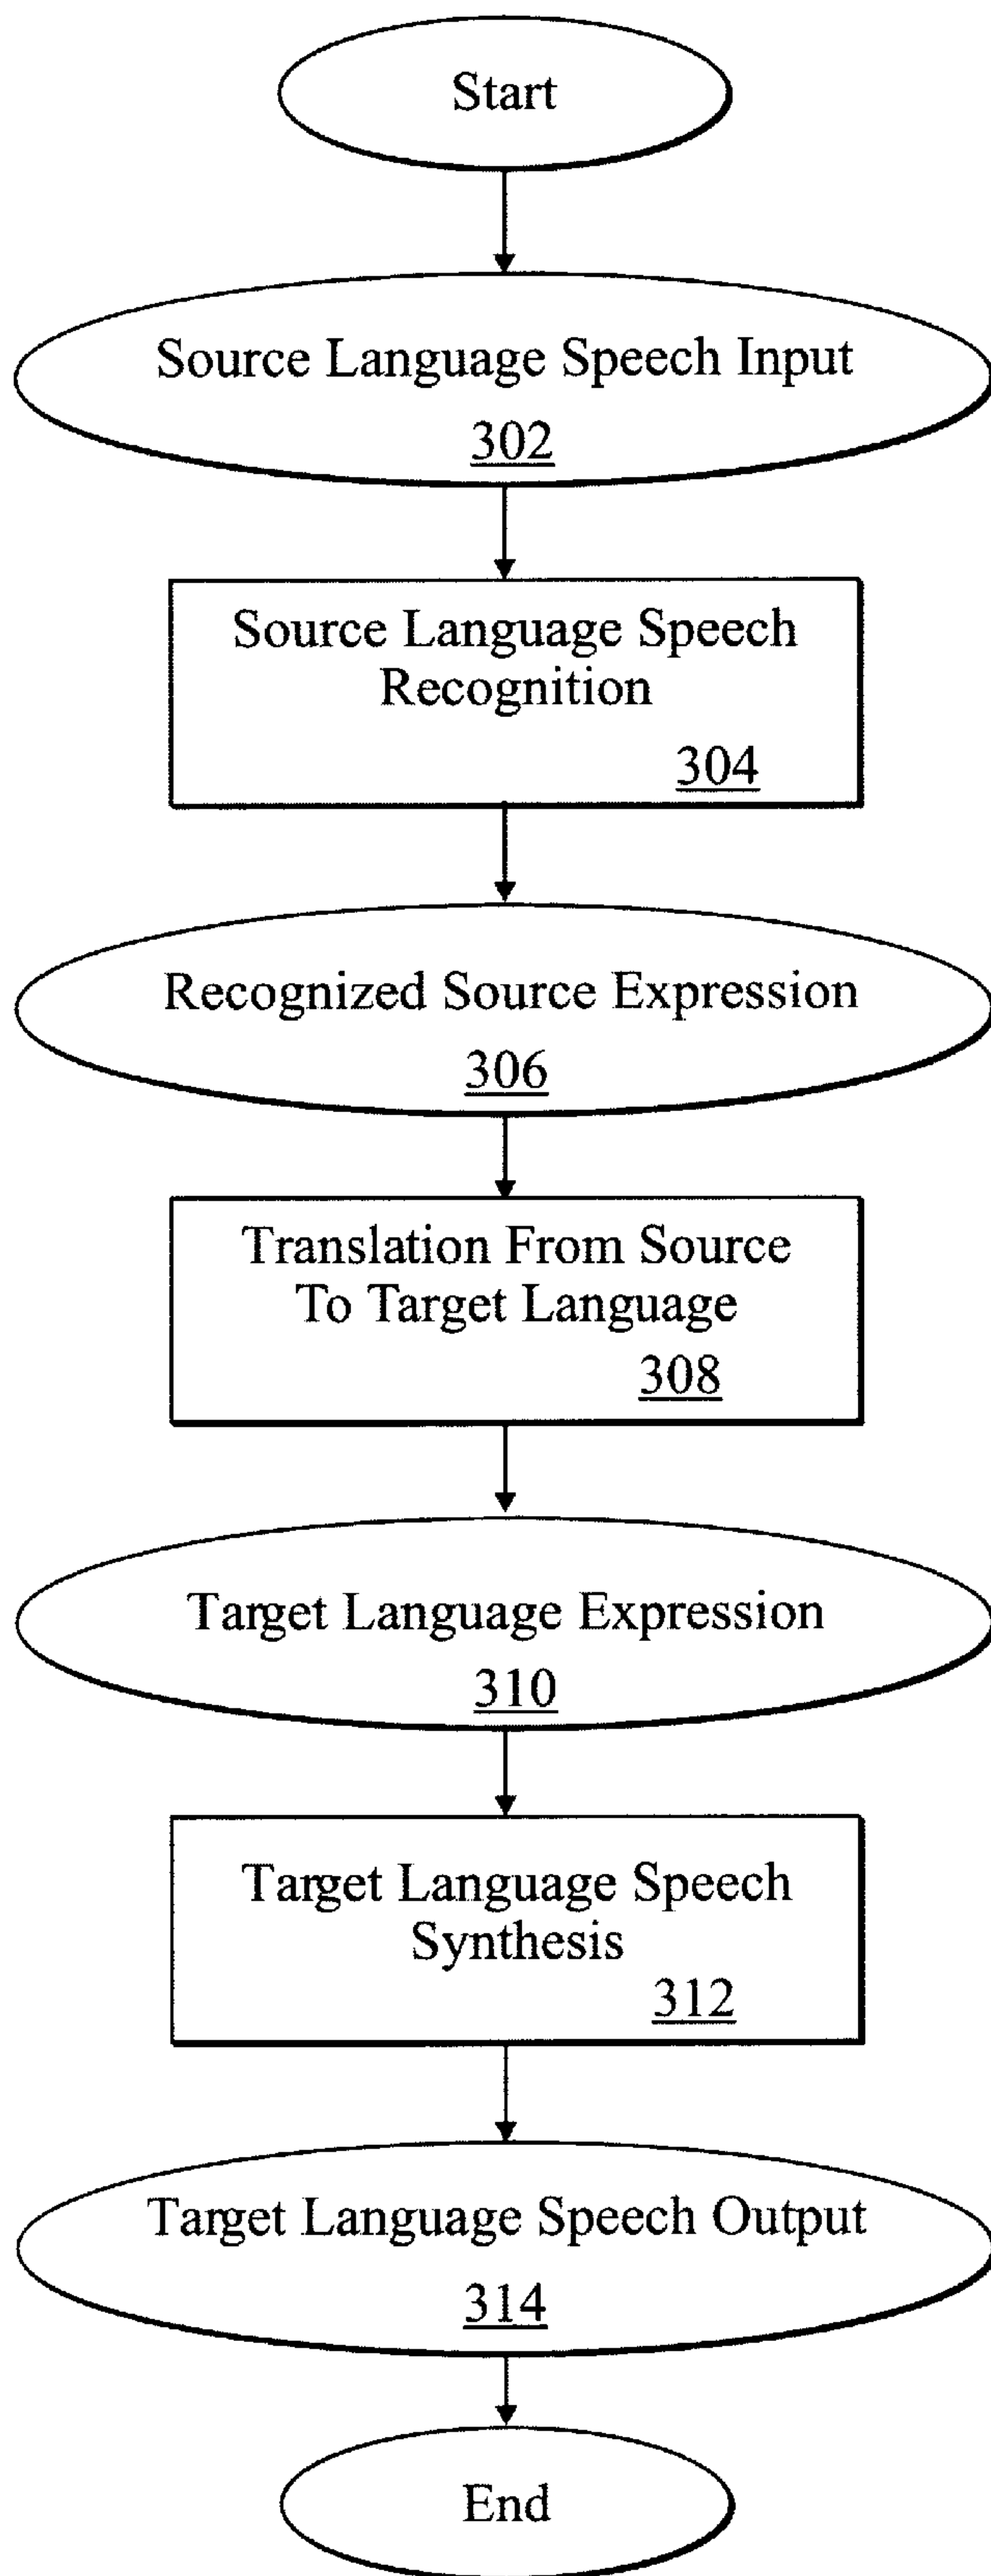 Start
Source Language Speech Input
302
Source Language Speech
Recognition
304
Recognized Source Expression
306
Translation From Source
To Target Language
308
Target Language Expression
310
Target Language Speech
Synthesis
312
Target Language Speech Output
314
End